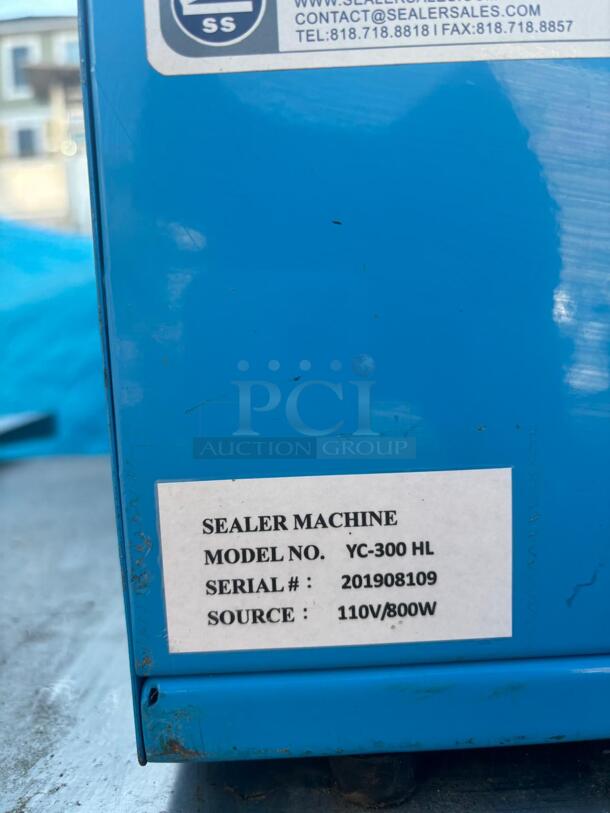 SS
CONTACT@SEALERSALES.COM
TEL:818.718.8818 | FAX:818.718.8857
PCI
AUCTION GROUP
SEALER MACHINE
MODEL NO. YC-300 HL
SERIAL # : 201908109
SOURCE : 110V/800W